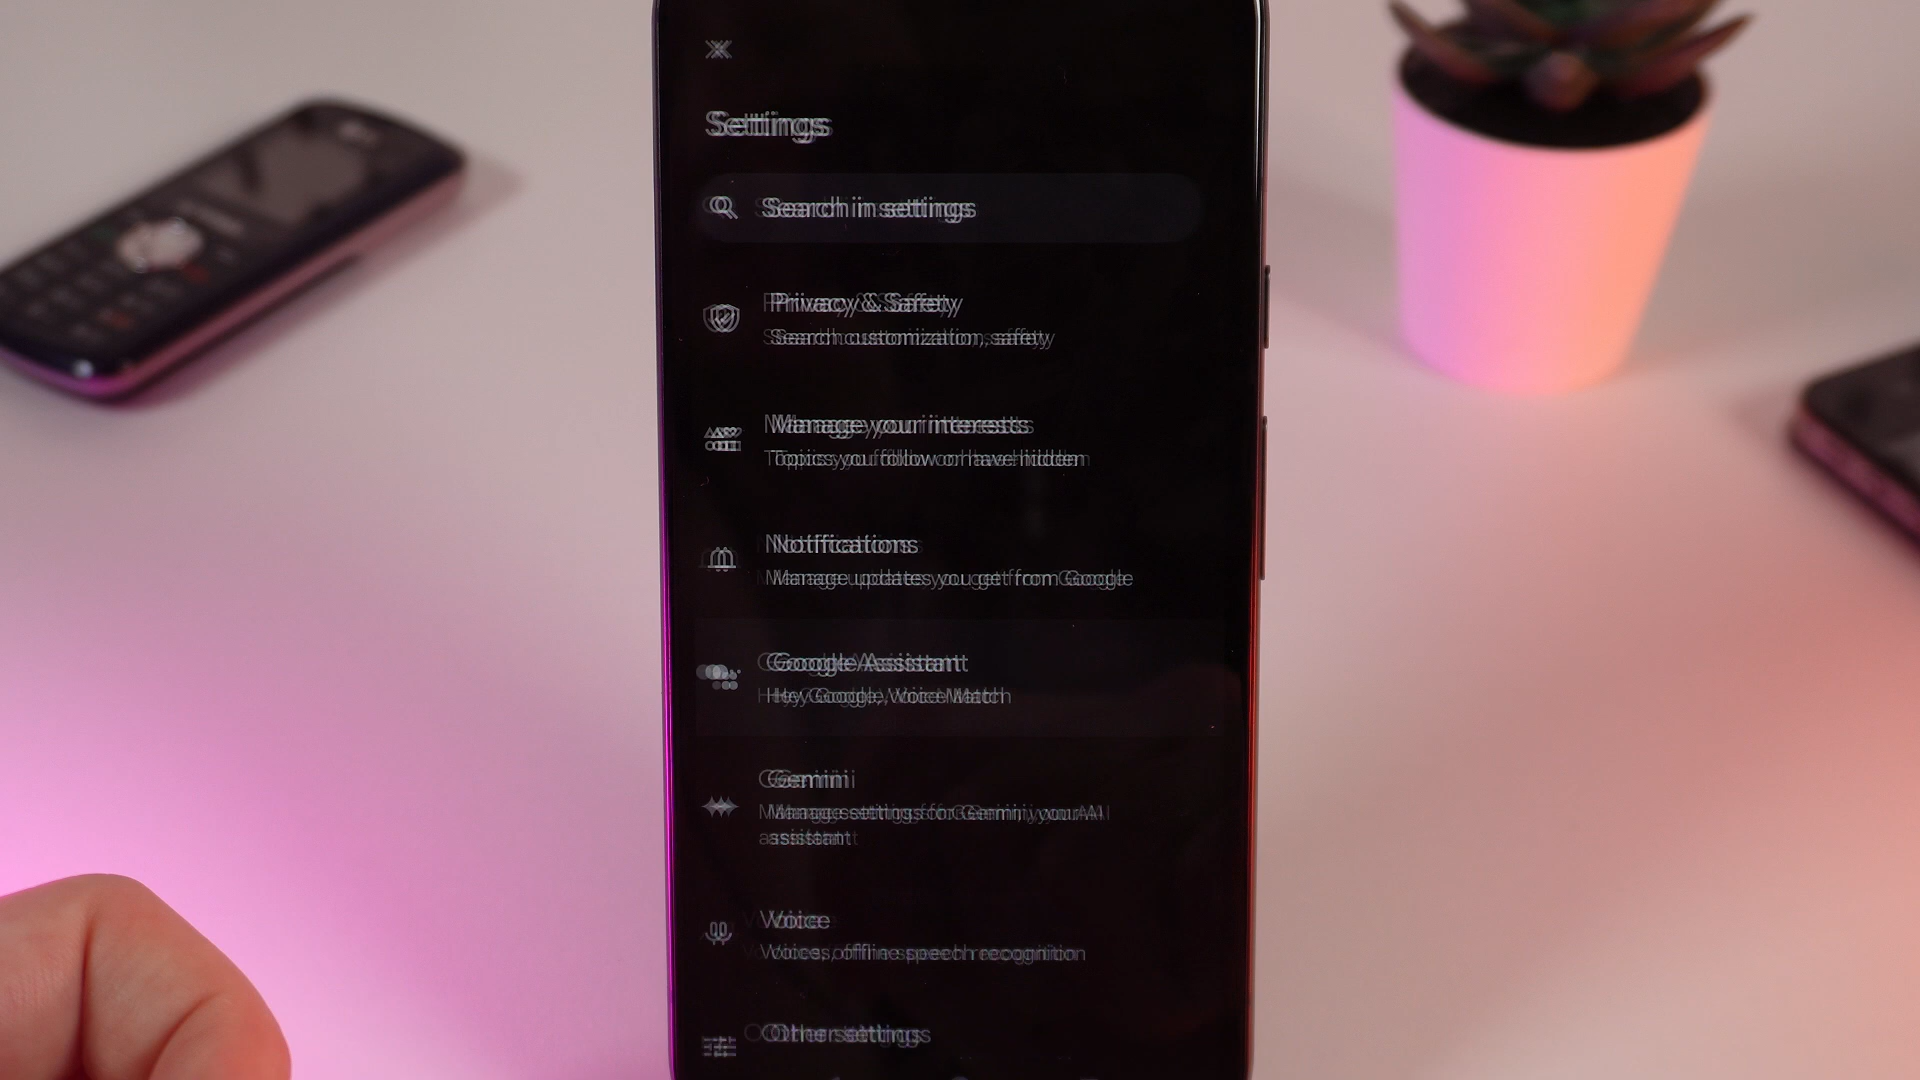 Settings
Search in settings
Privacy & Safety
Search customization, safety
Manage your interests
Topics you follow or have hidden
Notifications
Manage updates you get from Google
Google Assistant
Hey Google, Voice Match
Gemini
Manage settings for Gemini, your AI
assistant
Voice
Voices, offline speech recognition
Other settings